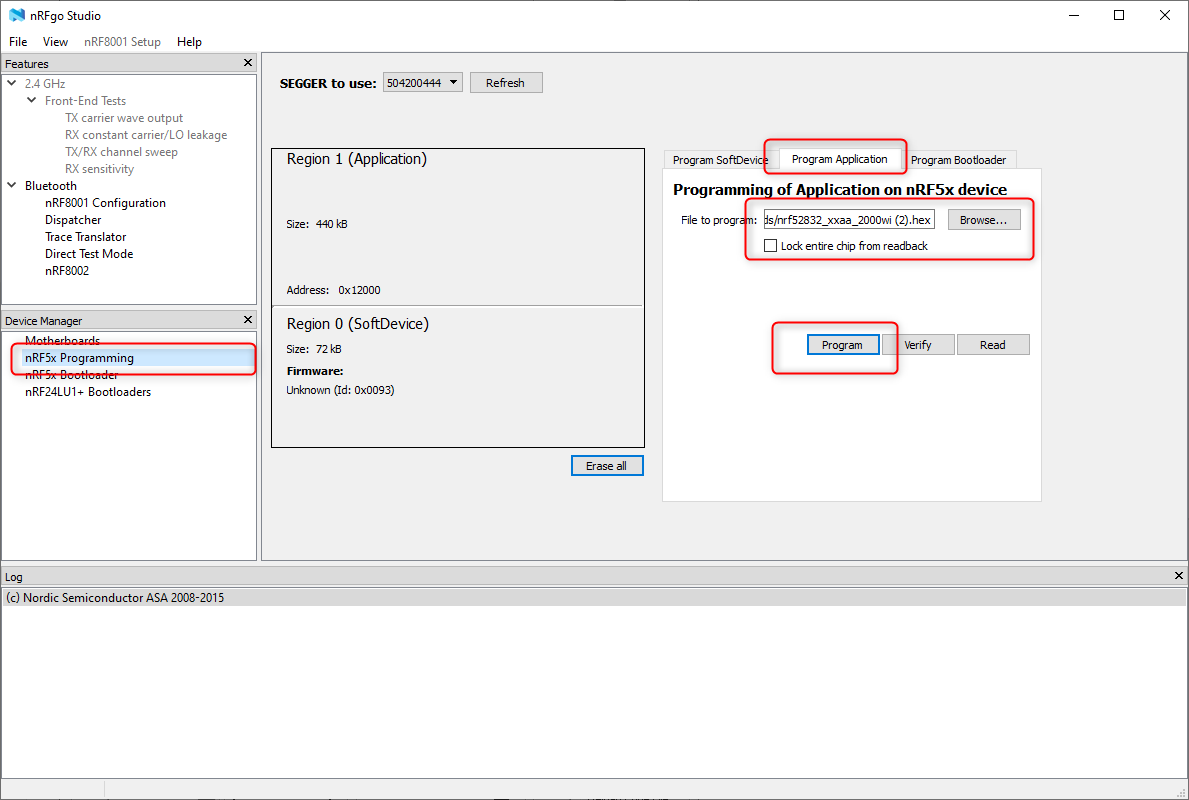 nRFgo Studio
File View nRF8001 Setup Help
Features
2.4 GHz
Front-End Tests
TX carrier wave output
RX constant carrier/LO leakage
TX/RX channel sweep
RX sensitivity
Bluetooth
nRF8001 Configuration
Dispatcher
Trace Translator
Direct Test Mode
nRF8002
Device Manager
Motherboards
nRF5x Programming
nRF5x Bootloader
nRF24LU1+ Bootloaders
SEGGER to use: 504200444 Refresh
Region 1 (Application)
Size: 440 kB
Address: 0x12000
Region 0 (SoftDevice)
Size: 72 kB
Firmware:
Unknown (Id: 0x0093)
Erase all
Program SoftDevice Program Application Program Bootloader
Programming of Application on nRF5x device
File to program: ds/nrf52832_xxaa_2000wi (2).hex Browse...
Lock entire chip from readback
Program Verify Read
Log
(c) Nordic Semiconductor ASA 2008-2015